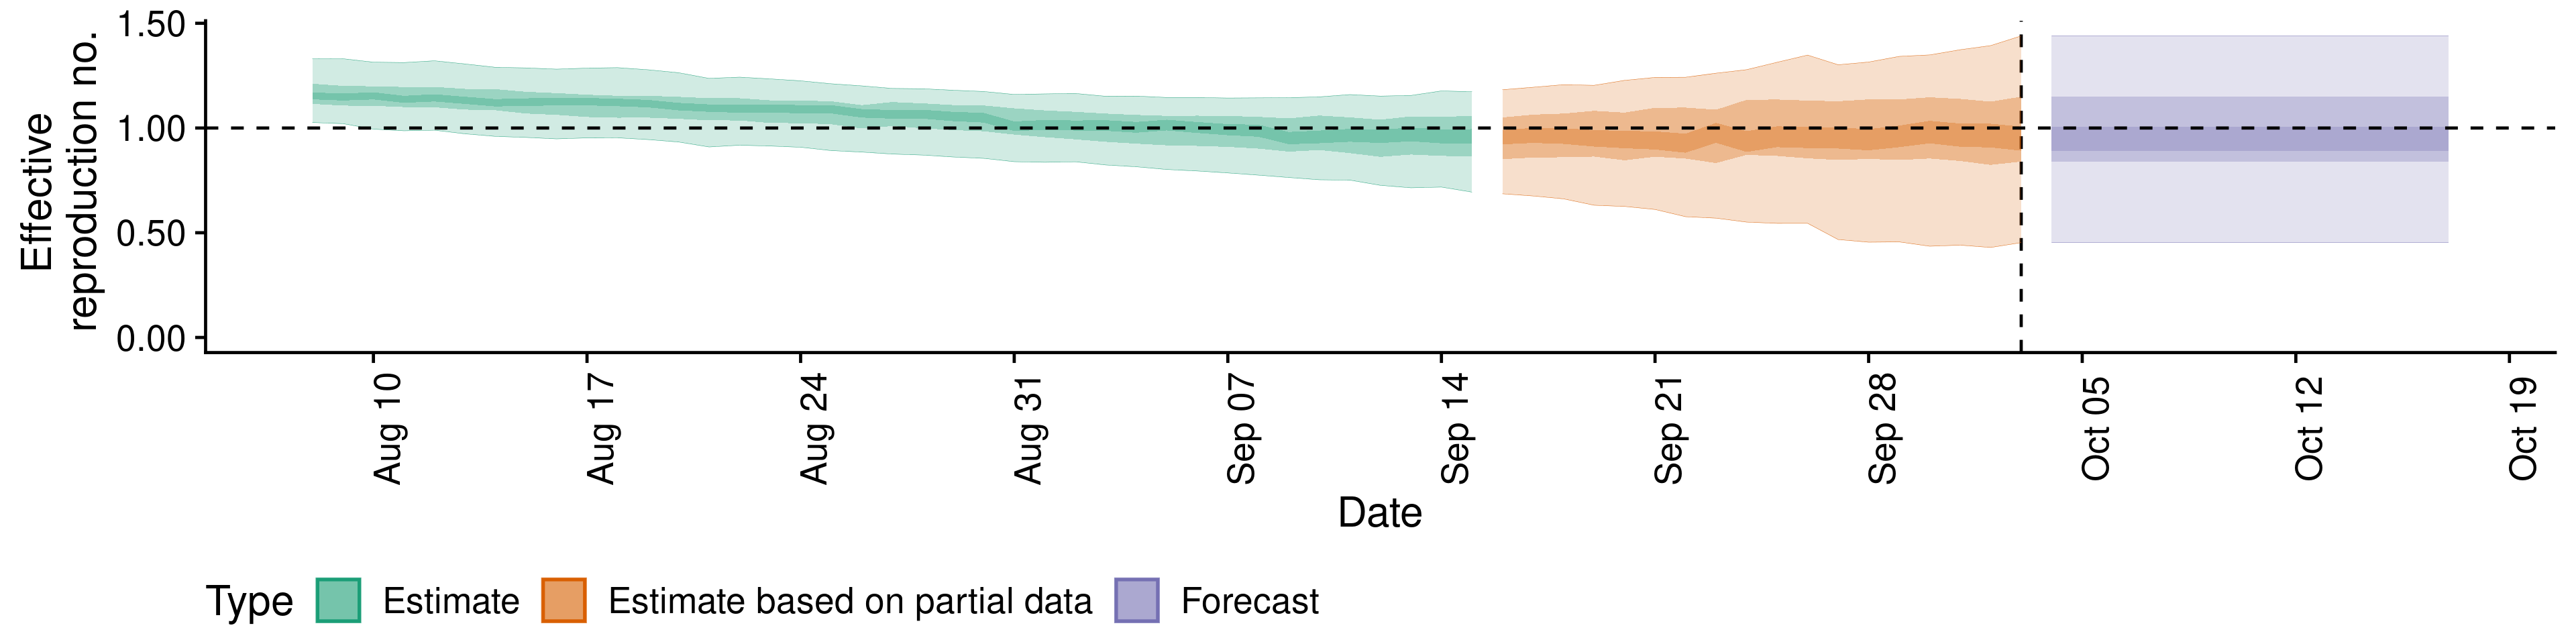 Effective
reproduction no.
1.50
1.00
0.50
0.00
Aug 10
Aug 17
Aug 24
Aug 31
Sep 07
Sep 14
Sep 21
Sep 28
Oct 05
Oct 12
Oct 19
Date
Type Estimate Estimate based on partial data Forecast